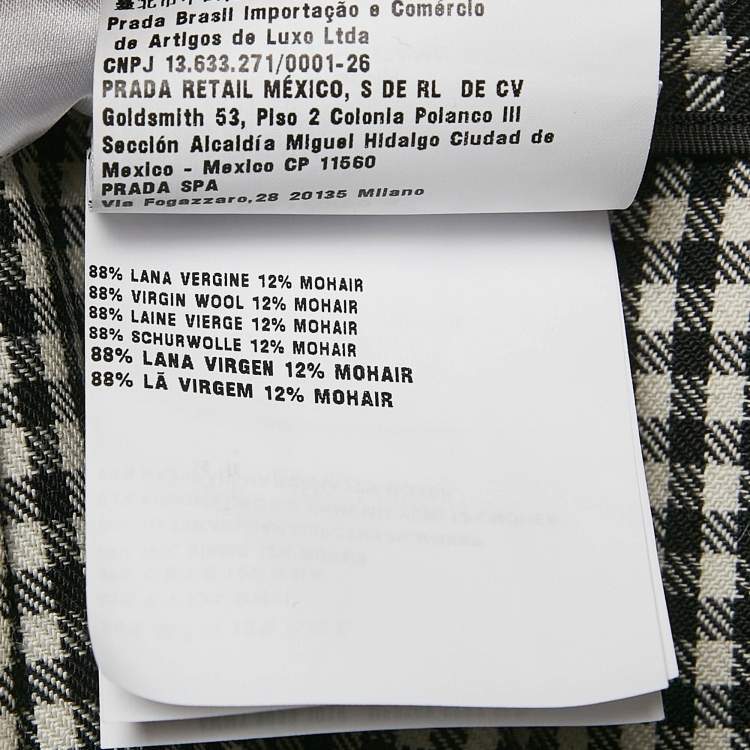 Prada Brasil Importação e Comércio
de Artigos de Luxo Ltda
CNPJ 13.633.271/0001-26
PRADA RETAIL MÉXICO, S DE RL DE CV
Goldsmith 53, Piso 2 Colonia Polanco III
Sección Alcaldía Miguel Hidalgo Ciudad de
Mexico - Mexico CP 11560
PRADA SPA
Via Fogazzaro,28 20135 Milano
88% LANA VERGINE 12% MOHAIR
88% VIRGIN WOOL 12% MOHAIR
88% LAINE VIERGE 12% MOHAIR
88% SCHURWOLLE 12% MOHAIR
88% LANA VIRGEN 12% MOHAIR
88% LÃ VIRGEM 12% MOHAIR